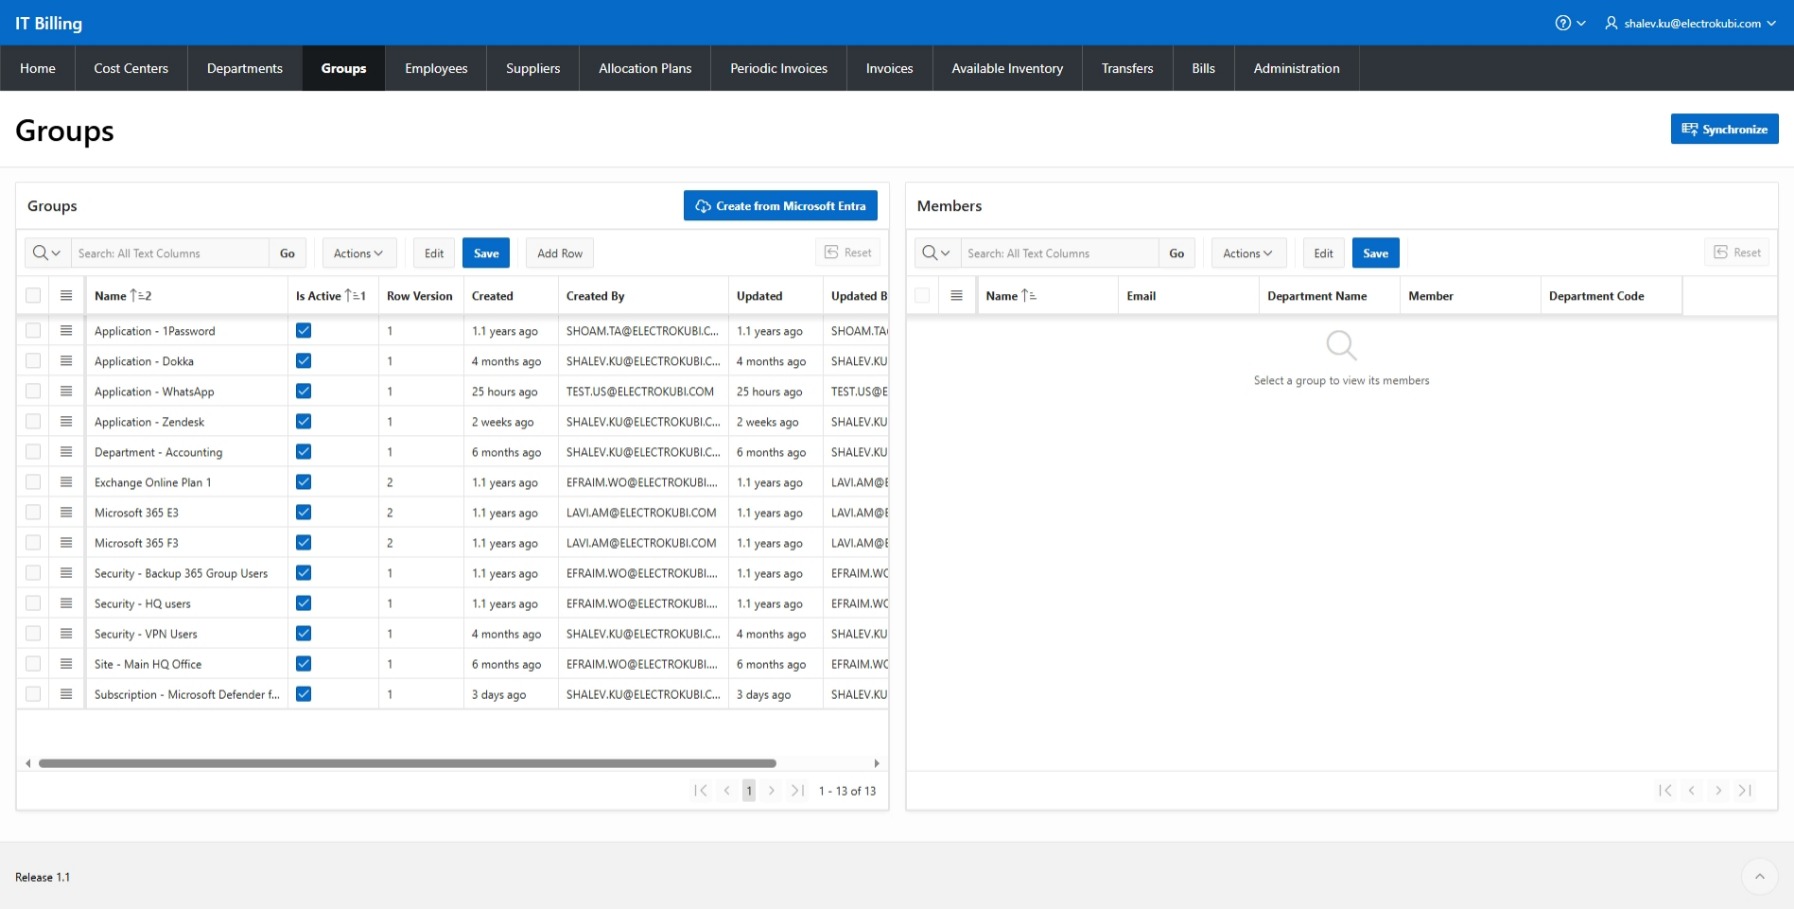 IT Billing
shalev.ku@electrokubi.com
Home Cost Centers Departments Groups Employees Suppliers Allocation Plans Periodic Invoices Invoices Available Inventory Transfers Bills Administration
Groups
Synchronize
Groups
Create from Microsoft Entra
Search: All Text Columns Go Actions Edit Save Add Row Reset
Name 2 Is Active 1 Row Version Created Created By Updated Updated B
Application - 1Password 1 1.1 years ago SHOAM.TA@ELECTROKUBI.C... 1.1 years ago SHOAM.TA
Application - Dokka 1 4 months ago SHALEV.KU@ELECTROKUBI.C... 4 months ago SHALEV.KU
Application - WhatsApp 1 25 hours ago TEST.US@ELECTROKUBI.COM 25 hours ago TEST.US@E
Application - Zendesk 1 2 weeks ago SHALEV.KU@ELECTROKUBI.C... 2 weeks ago SHALEV.KU
Department - Accounting 1 6 months ago SHALEV.KU@ELECTROKUBI.C... 6 months ago SHALEV.KU
Exchange Online Plan 1 2 1.1 years ago EFRAIM.WO@ELECTROKUBI.... 1.1 years ago LAVI.AM@E
Microsoft 365 E3 2 1.1 years ago LAVI.AM@ELECTROKUBI.COM 1.1 years ago LAVI.AM@E
Microsoft 365 F3 2 1.1 years ago LAVI.AM@ELECTROKUBI.COM 1.1 years ago LAVI.AM@E
Security - Backup 365 Group Users 1 1.1 years ago EFRAIM.WO@ELECTROKUBI.... 1.1 years ago EFRAIM.WO
Security - HQ users 1 1.1 years ago EFRAIM.WO@ELECTROKUBI.... 1.1 years ago EFRAIM.WO
Security - VPN Users 1 4 months ago SHALEV.KU@ELECTROKUBI.C... 4 months ago SHALEV.KU
Site - Main HQ Office 1 6 months ago EFRAIM.WO@ELECTROKUBI.... 6 months ago EFRAIM.WO
Subscription - Microsoft Defender f... 1 3 days ago SHALEV.KU@ELECTROKUBI.C... 3 days ago SHALEV.KU
1 1 - 13 of 13
Members
Search: All Text Columns Go Actions Edit Save Reset
Name Email Department Name Member Department Code
Select a group to view its members
Release 1.1